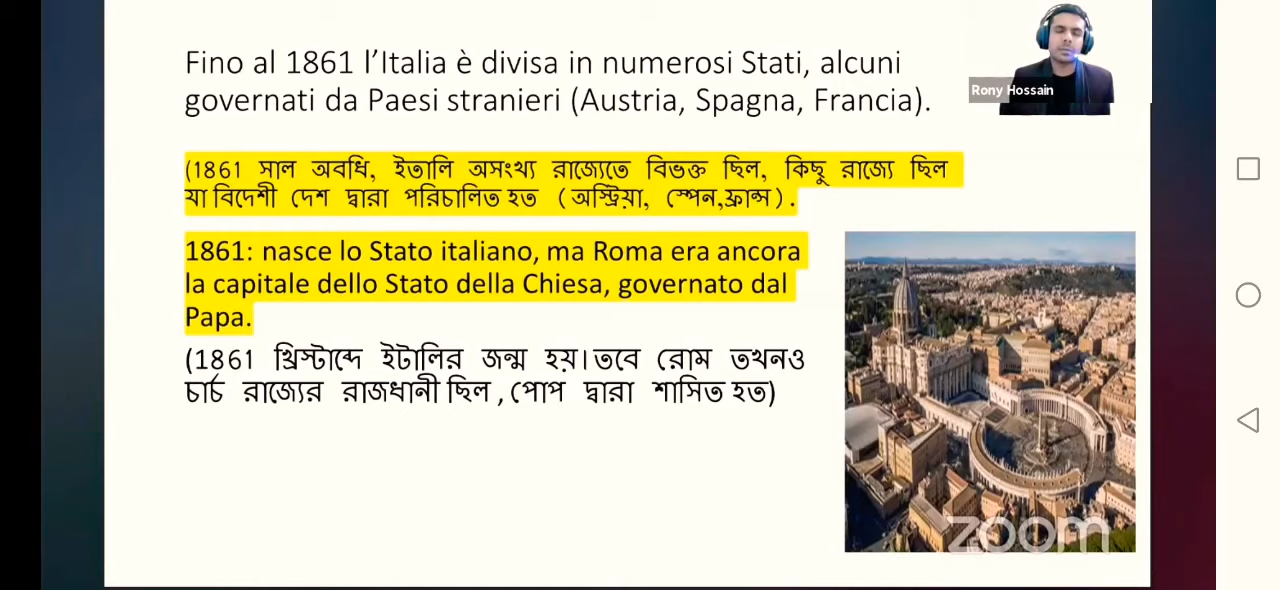 Fino al 1861 l’Italia è divisa in numerosi Stati, alcuni
governati da Paesi stranieri (Austria, Spagna, Francia).
Rony Hossain
(1861 সাল অবধি, ইতালি অসংখ্য রাজ্যেতে বিভক্ত ছিল, কিছু রাজ্যে ছিল
যা বিদেশী দেশ দ্বারা পরিচালিত হত (অস্ট্রিয়া, স্পেন,ফ্রান্স).
1861: nasce lo Stato italiano, ma Roma era ancora
la capitale dello Stato della Chiesa, governato dal
Papa.
(1861 খ্রিস্টাব্দে ইটালির জন্ম হয়।তবে রোম তখনও
চার্চ রাজ্যের রাজধানী ছিল, পোপ দ্বারা শাসিত হত)
zoom